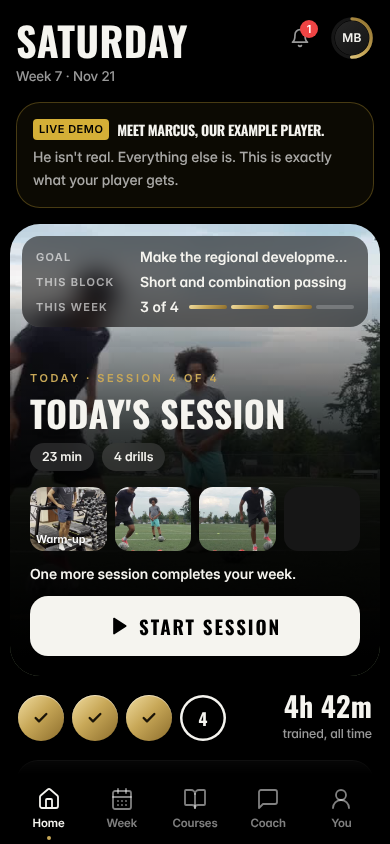 SATURDAY
1
MB
Week 7 · Nov 21
LIVE DEMO MEET MARCUS, OUR EXAMPLE PLAYER.
He isn't real. Everything else is. This is exactly
what your player gets.
GOAL Make the regional developme...
THIS BLOCK Short and combination passing
THIS WEEK 3 of 4
TODAY · SESSION 4 OF 4
TODAY'S SESSION
23 min 4 drills
Warm-up
One more session completes your week.
START SESSION
4
4h 42m
trained, all time
Home Week Courses Coach You